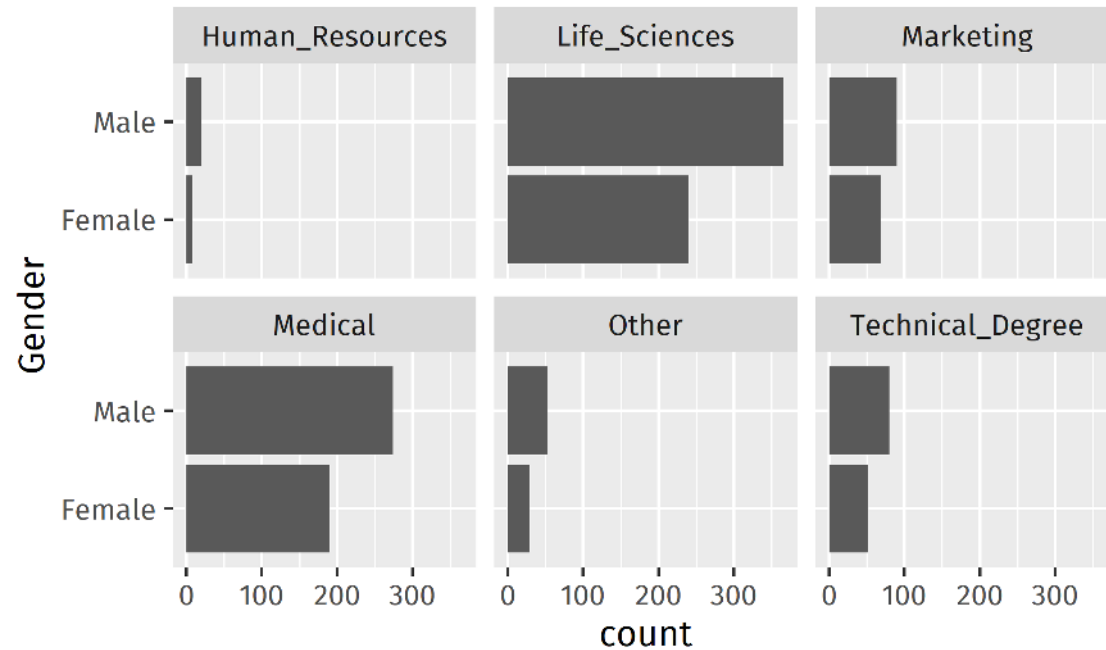 Human_Resources
Life_Sciences
Marketing
Male
Female
Medical
Other
Technical_Degree
Male
Female
0 100 200 300
0 100 200 300
0 100 200 300
count
Gender